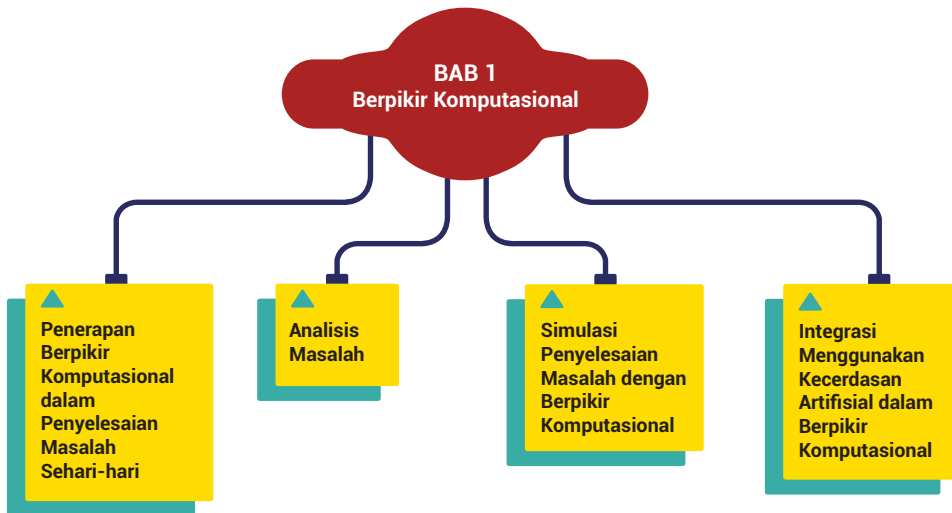 BAB 1
Berpikir Komputasional
Penerapan
Berpikir
Komputasional
dalam
Penyelesaian
Masalah
Sehari-hari
Analisis
Masalah
Simulasi
Penyelesaian
Masalah dengan
Berpikir
Komputasional
Integrasi
Menggunakan
Kecerdasan
Artifisial dalam
Berpikir
Komputasional